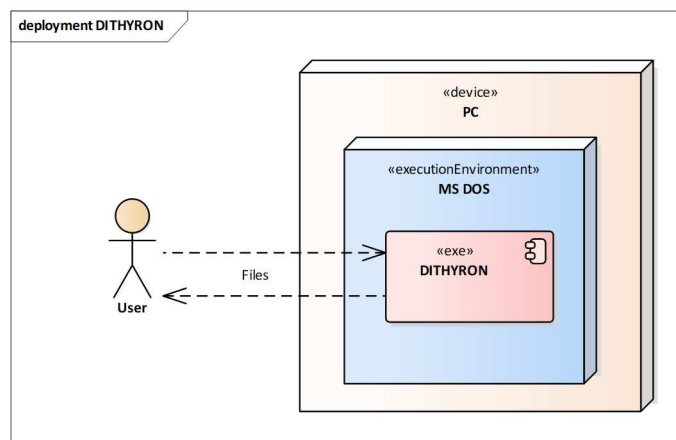 deployment DITHYRON
«device»
PC
«executionEnvironment»
MS DOS
«exe»
DITHYRON
Files
User